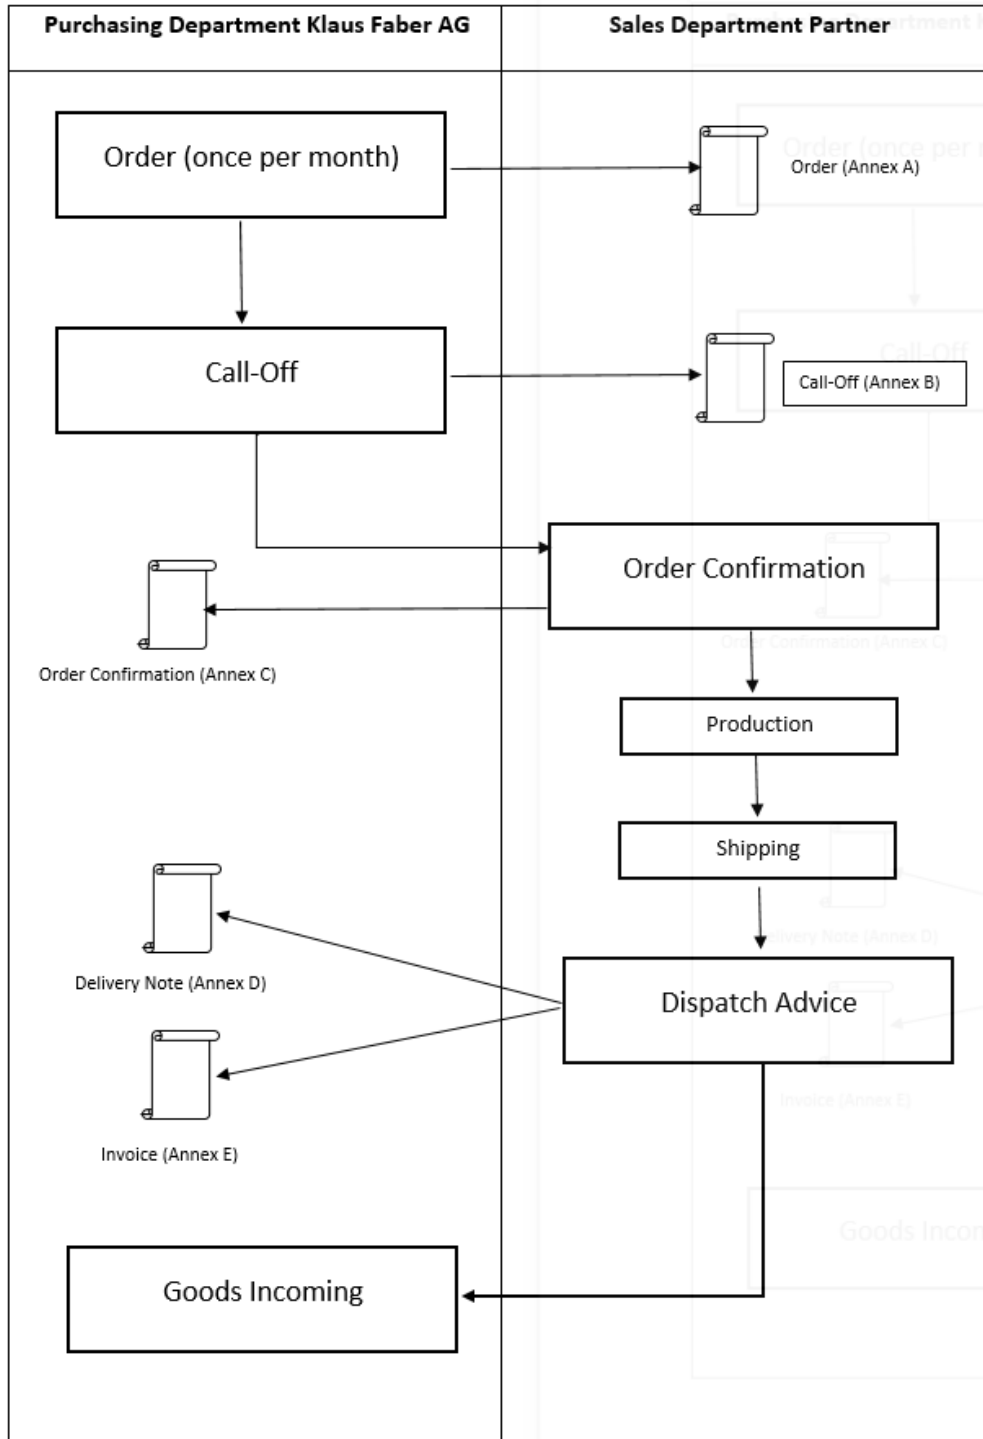 Purchasing Department Klaus Faber AG
Sales Department Partner
Order (once per month)
Order (Annex A)
Call-Off
Call-Off (Annex B)
Order Confirmation
Order Confirmation (Annex C)
Production
Shipping
Delivery Note (Annex D)
Dispatch Advice
Invoice (Annex E)
Goods Incoming